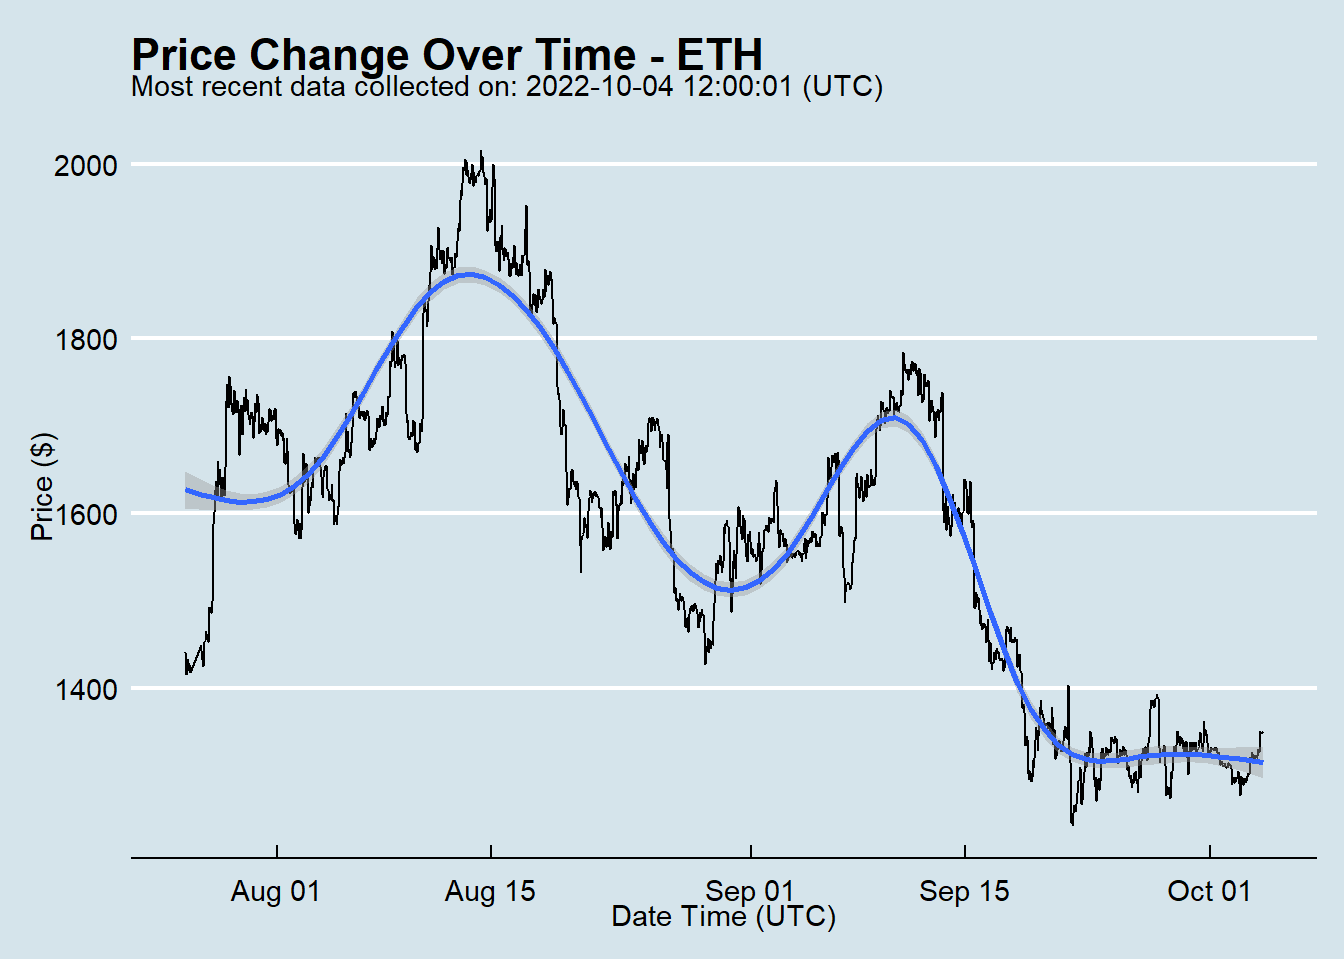 Price Change Over Time - ETH
Most recent data collected on: 2022-10-04 12:00:01 (UTC)
2000
1800
1600
1400
Price ($)
Aug 01
Aug 15
Sep 01
Sep 15
Oct 01
Date Time (UTC)